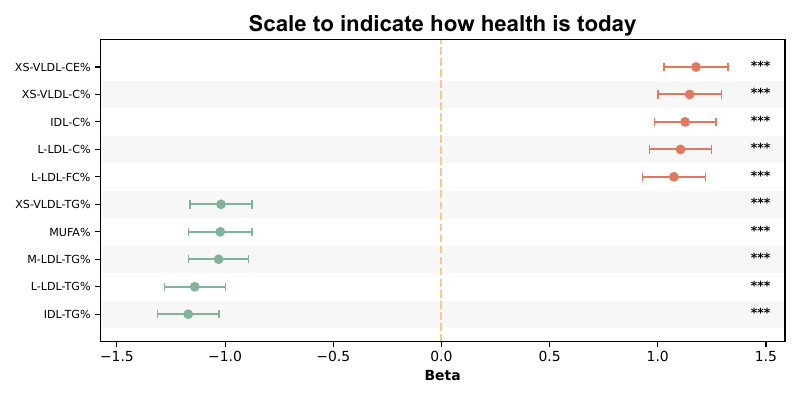 Scale to indicate how health is today
XS-VLDL-CE% ***
XS-VLDL-C% ***
IDL-C% ***
L-LDL-C% ***
L-LDL-FC% ***
XS-VLDL-TG% ***
MUFA% ***
M-LDL-TG% ***
L-LDL-TG% ***
IDL-TG% ***
−1.5 −1.0 −0.5 0.0 0.5 1.0 1.5
Beta